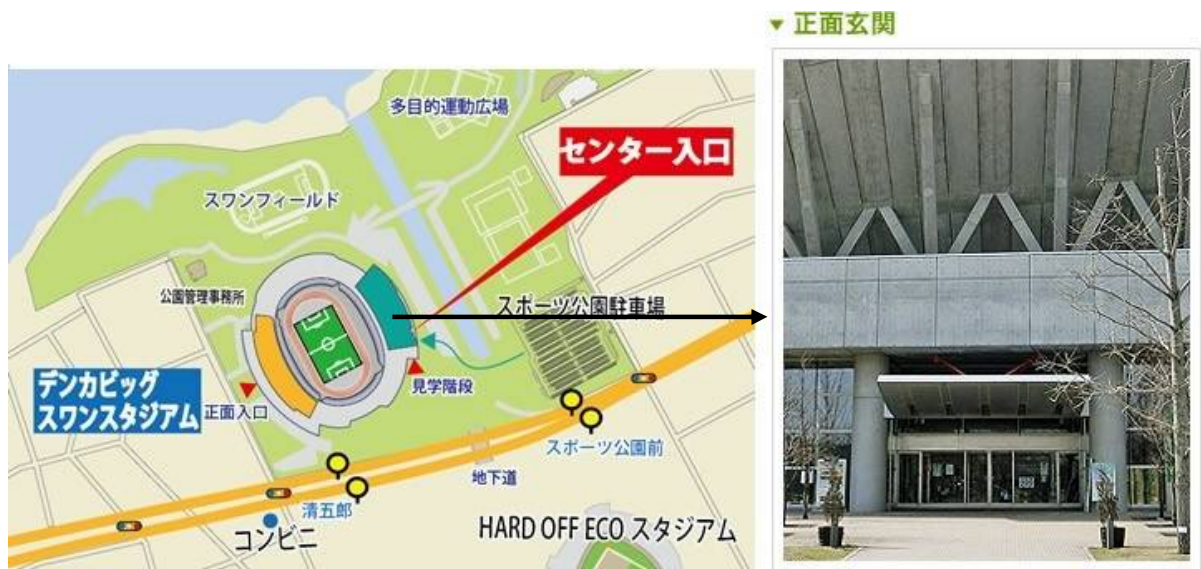 ▼ 正面玄関
多目的運動広場
センター入口
スワンフィールド
公園管理事務所
スポーツ公園駐車場
デンカビッグ
スワンスタジアム
正面入口
見学階段
スポーツ公園前
地下道
清五郎
コンビニ
HARD OFF ECO スタジアム